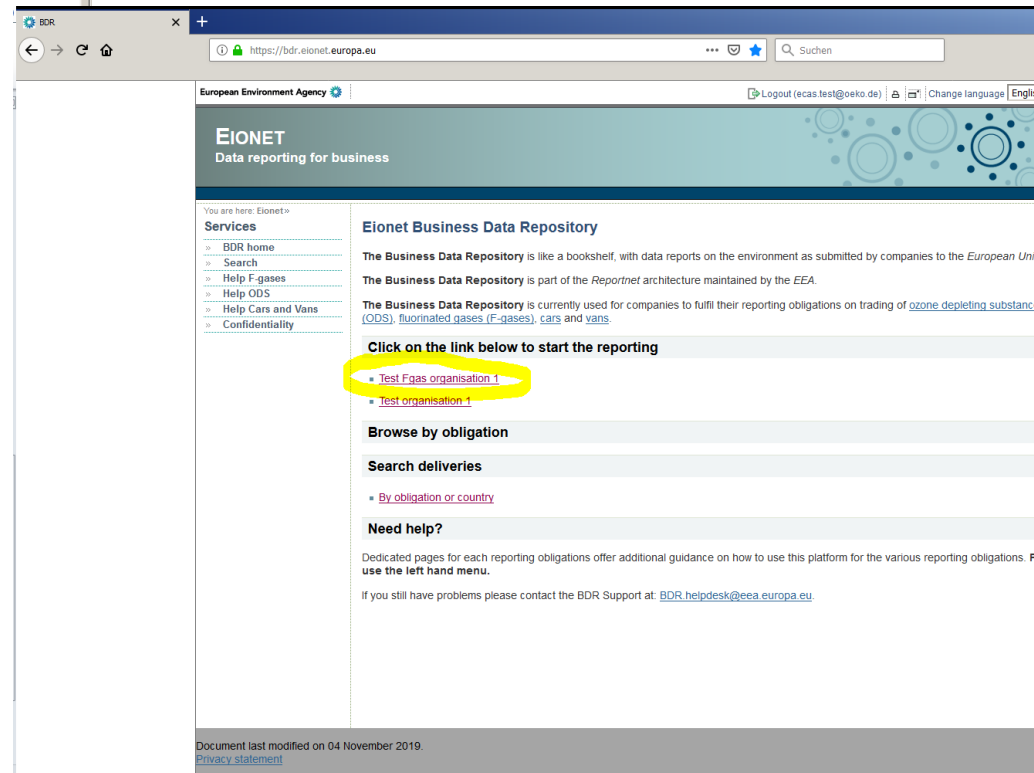 BDR
https://bdr.eionet.europa.eu
Suchen
European Environment Agency
Logout (ecas.test@oeko.de)
Change language
EIONET
Data reporting for business
You are here: Eionet»
Services
» BDR home
» Search
» Help F-gases
» Help ODS
» Help Cars and Vans
» Confidentiality
Eionet Business Data Repository
The Business Data Repository is like a bookshelf, with data reports on the environment as submitted by companies to the European
The Business Data Repository is part of the Reportnet architecture maintained by the EEA.
The Business Data Repository is currently used for companies to fulfil their reporting obligations on trading of ozone depleting
(ODS), fluorinated gases (F-gases), cars and vans.
Click on the link below to start the reporting
Test Fgas organisation 1
Test organisation 1
Browse by obligation
Search deliveries
By obligation or country
Need help?
Dedicated pages for each reporting obligations offer additional guidance on how to use this platform for the various reporting obligations.
use the left hand menu.
If you still have problems please contact the BDR Support at: BDR.helpdesk@eea.europa.eu.
Document last modified on 04 November 2019.
Privacy statement